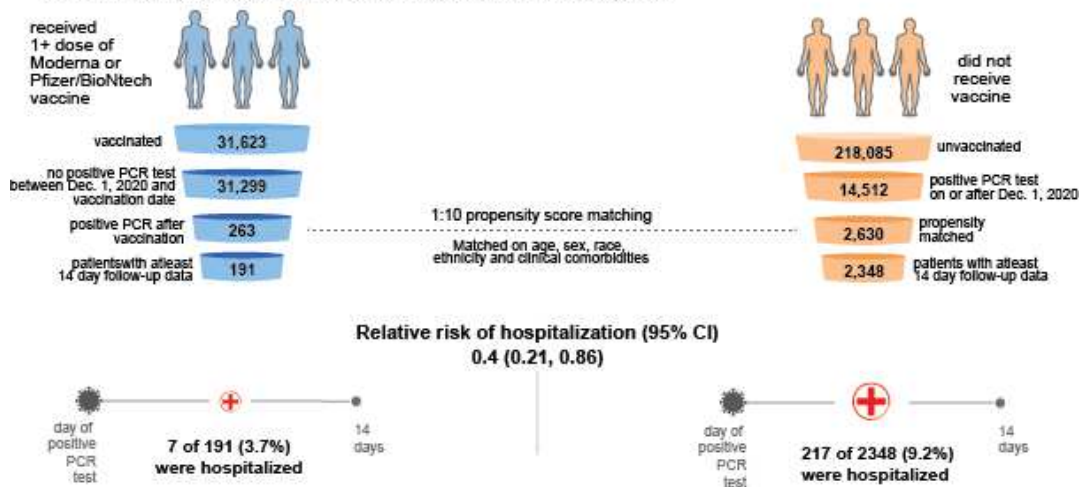 received
1+ dose of
Moderna or
Pfizer/BioNtech
vaccine
did not
receive
vaccine
vaccinated
31,623
218,085
unvaccinated
no positive PCR test
between Dec. 1, 2020 and
vaccination date
31,299
14,512
positive PCR test
on or after Dec. 1, 2020
positive PCR after
vaccination
263
1:10 propensity score matching
Matched on age, sex, race,
ethnicity and clinical comorbidities
2,630
propensity
matched
patientswith atleast
14 day follow-up data
191
2,348
patients with atleast
14 day follow-up data
Relative risk of hospitalization (95% CI)
0.4 (0.21, 0.86)
day of
positive
PCR
test
7 of 191 (3.7%)
were hospitalized
14
days
day of
positive
PCR
test
217 of 2348 (9.2%)
were hospitalized
14
days